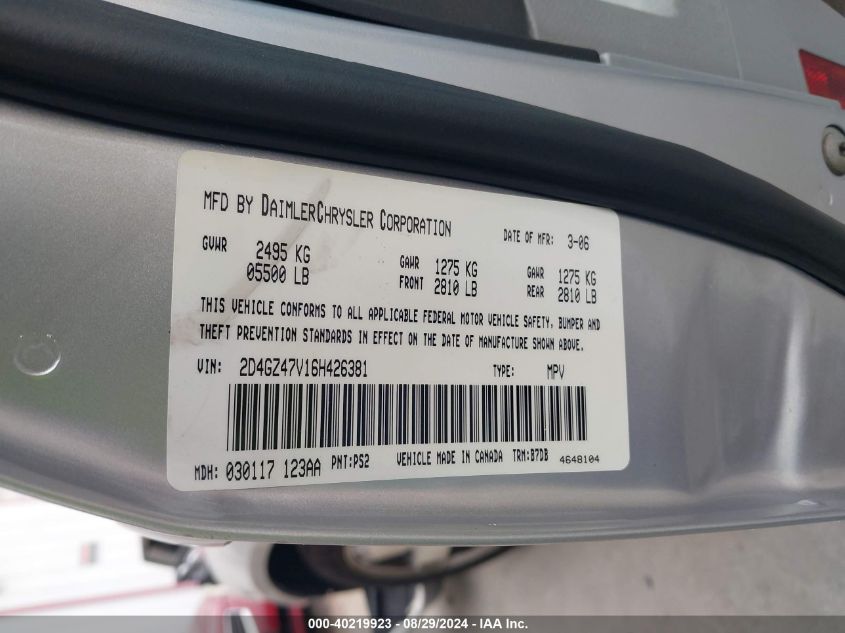 MFD BY DAIMLERCHRYSLER CORPORATION DATE OF MFR: 3-06
GVWR 2495 KG GAWR 1275 KG GAWR 1275 KG
05500 LB FRONT 2810 LB REAR 2810 LB
THIS VEHICLE CONFORMS TO ALL APPLICABLE FEDERAL MOTOR VEHICLE SAFETY, BUMPER AND
THEFT PREVENTION STANDARDS IN EFFECT ON THE DATE OF MANUFACTURE SHOWN ABOVE.
VIN: 2D4GZ47V16H426381 TYPE: MPV
MDH: 030117 123AA PNT:PS2 VEHICLE MADE IN CANADA TRM:B7DB 4648104
000-40219923 - 08/29/2024 - IAA Inc.